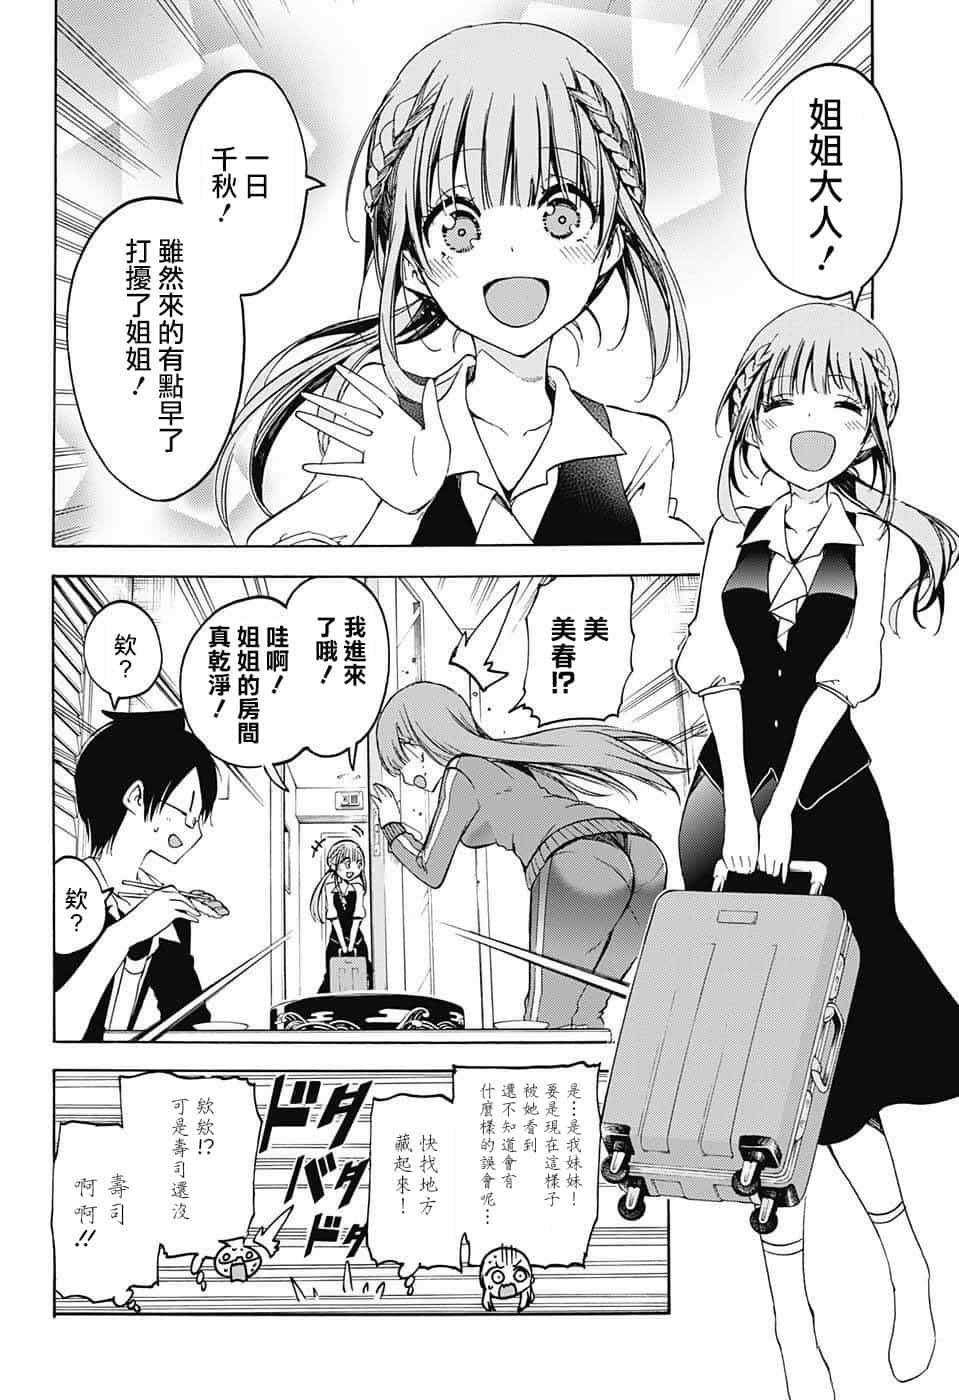 姐姐大人！
一日
千秋！
雖然來的有點早了
打擾了姐姐！
美
美春!?
我進來
了哦！
哇啊！
姐姐的房間
真乾淨！
欸？
欸？
是…是我妹妹！
要是現在這樣子
被她看到
還不知道會有
什麼樣的誤會呢…
快找地方
藏起來！
ドタ
バタ
ドタ
欸欸!?
可是壽司還沒
壽司
啊啊!!